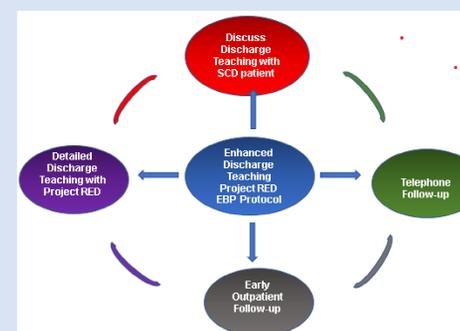 Discuss
Discharge
Teaching with
SCD patient
Detailed
Discharge
Teaching with
Project RED
Enhanced
Discharge
Teaching
Project RED
EBP Protocol
Telephone
Follow-up
Early
Outpatient
Follow-up